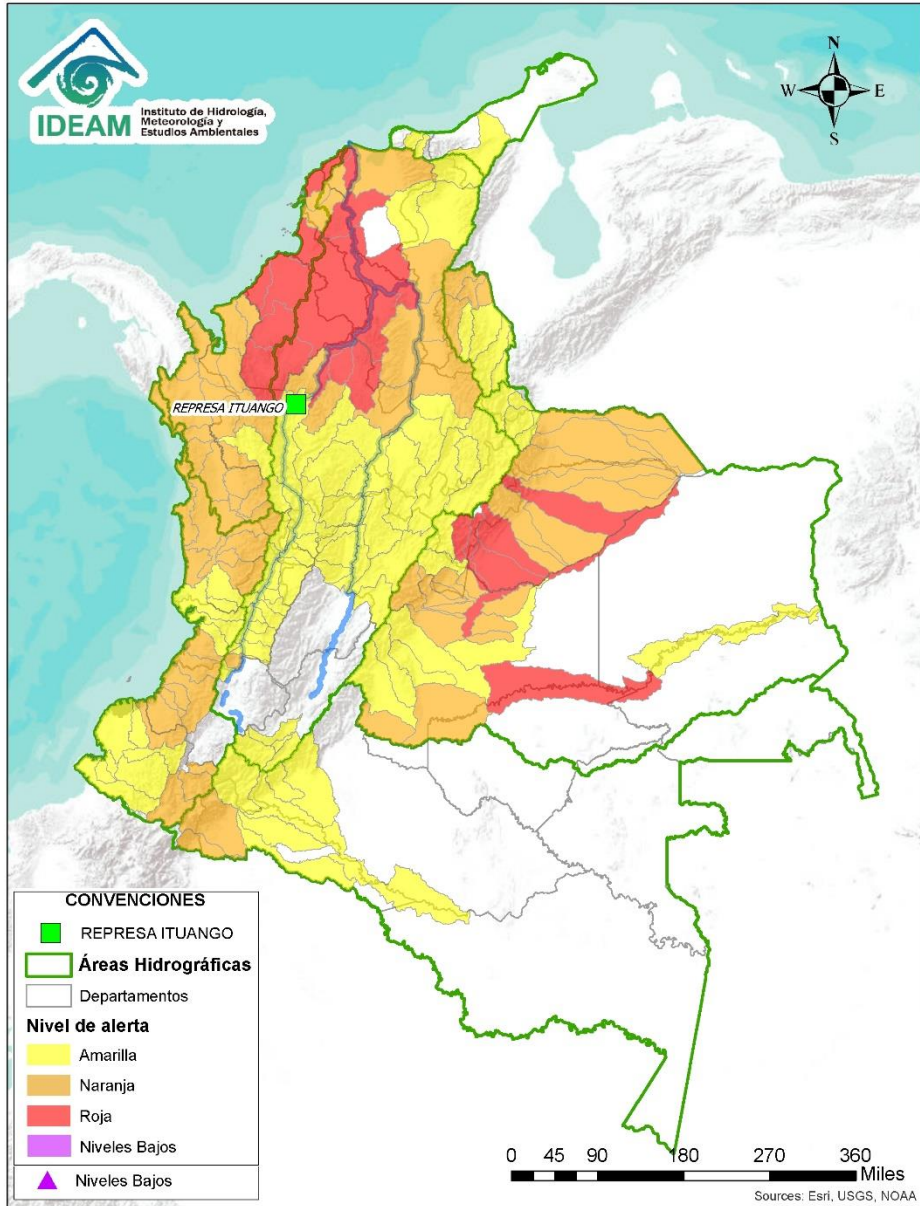 IDEAM
Instituto de Hidrología,
Meteorología y
Estudios Ambientales
N
W
E
S
REPRESA ITUANGO
CONVENCIONES
REPRESA ITUANGO
Áreas Hidrográficas
Departamentos
Nivel de alerta
Amarilla
Naranja
Roja
Niveles Bajos
Niveles Bajos
0 45 90 180 270 360
Miles
Sources: Esri, USGS, NOAA